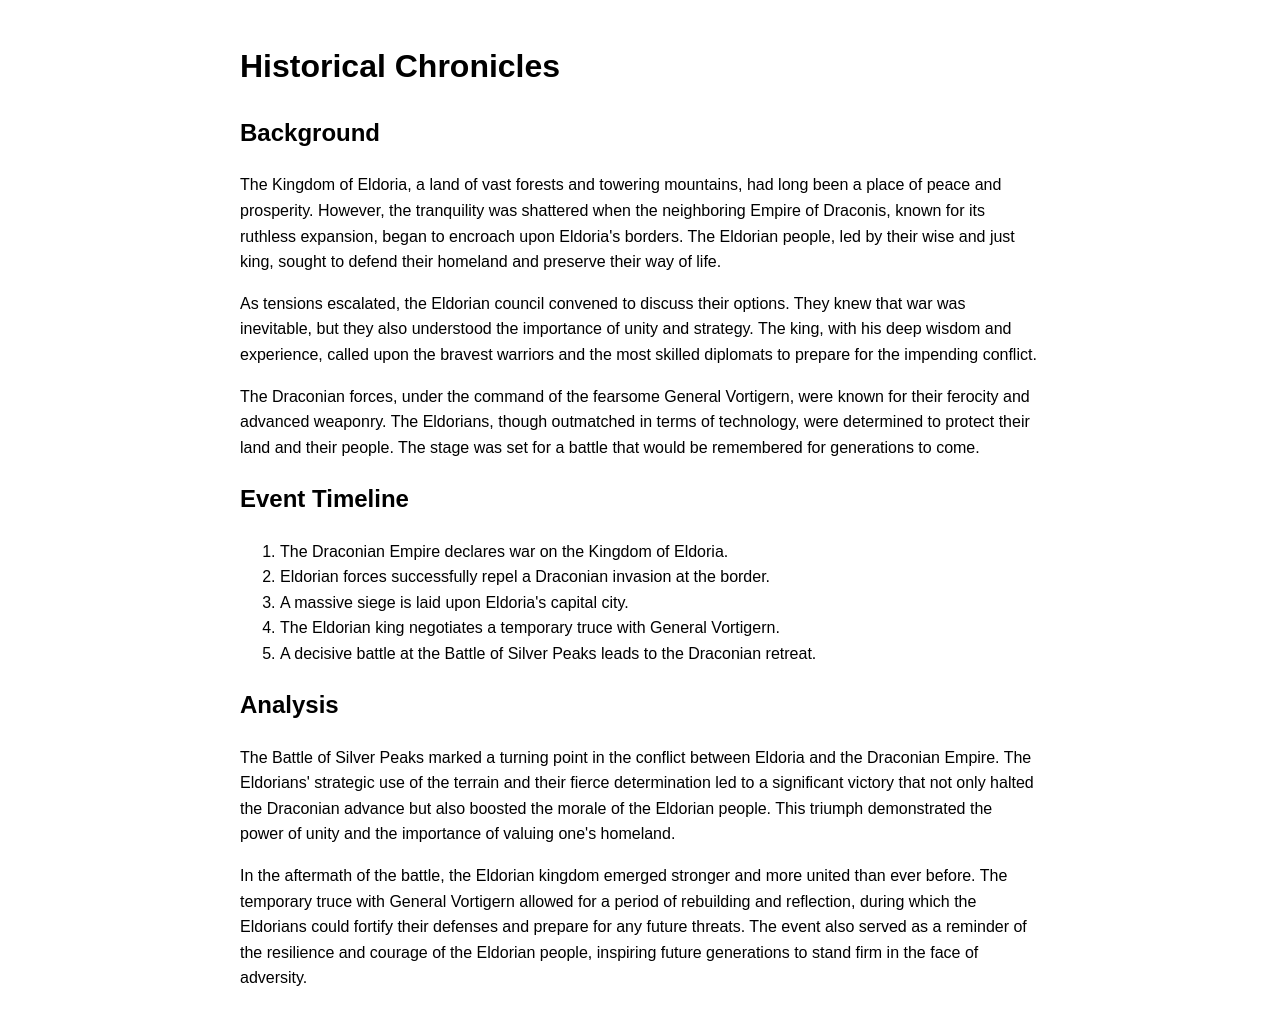 Historical Chronicles
Background
The Kingdom of Eldoria, a land of vast forests and towering mountains, had long been a place of peace and
prosperity. However, the tranquility was shattered when the neighboring Empire of Draconis, known for its
ruthless expansion, began to encroach upon Eldoria's borders. The Eldorian people, led by their wise and just
king, sought to defend their homeland and preserve their way of life.
As tensions escalated, the Eldorian council convened to discuss their options. They knew that war was
inevitable, but they also understood the importance of unity and strategy. The king, with his deep wisdom and
experience, called upon the bravest warriors and the most skilled diplomats to prepare for the impending conflict.
The Draconian forces, under the command of the fearsome General Vortigern, were known for their ferocity and
advanced weaponry. The Eldorians, though outmatched in terms of technology, were determined to protect their
land and their people. The stage was set for a battle that would be remembered for generations to come.
Event Timeline
1. The Draconian Empire declares war on the Kingdom of Eldoria.
2. Eldorian forces successfully repel a Draconian invasion at the border.
3. A massive siege is laid upon Eldoria's capital city.
4. The Eldorian king negotiates a temporary truce with General Vortigern.
5. A decisive battle at the Battle of Silver Peaks leads to the Draconian retreat.
Analysis
The Battle of Silver Peaks marked a turning point in the conflict between Eldoria and the Draconian Empire. The
Eldorians' strategic use of the terrain and their fierce determination led to a significant victory that not only halted
the Draconian advance but also boosted the morale of the Eldorian people. This triumph demonstrated the
power of unity and the importance of valuing one's homeland.
In the aftermath of the battle, the Eldorian kingdom emerged stronger and more united than ever before. The
temporary truce with General Vortigern allowed for a period of rebuilding and reflection, during which the
Eldorians could fortify their defenses and prepare for any future threats. The event also served as a reminder of
the resilience and courage of the Eldorian people, inspiring future generations to stand firm in the face of
adversity.